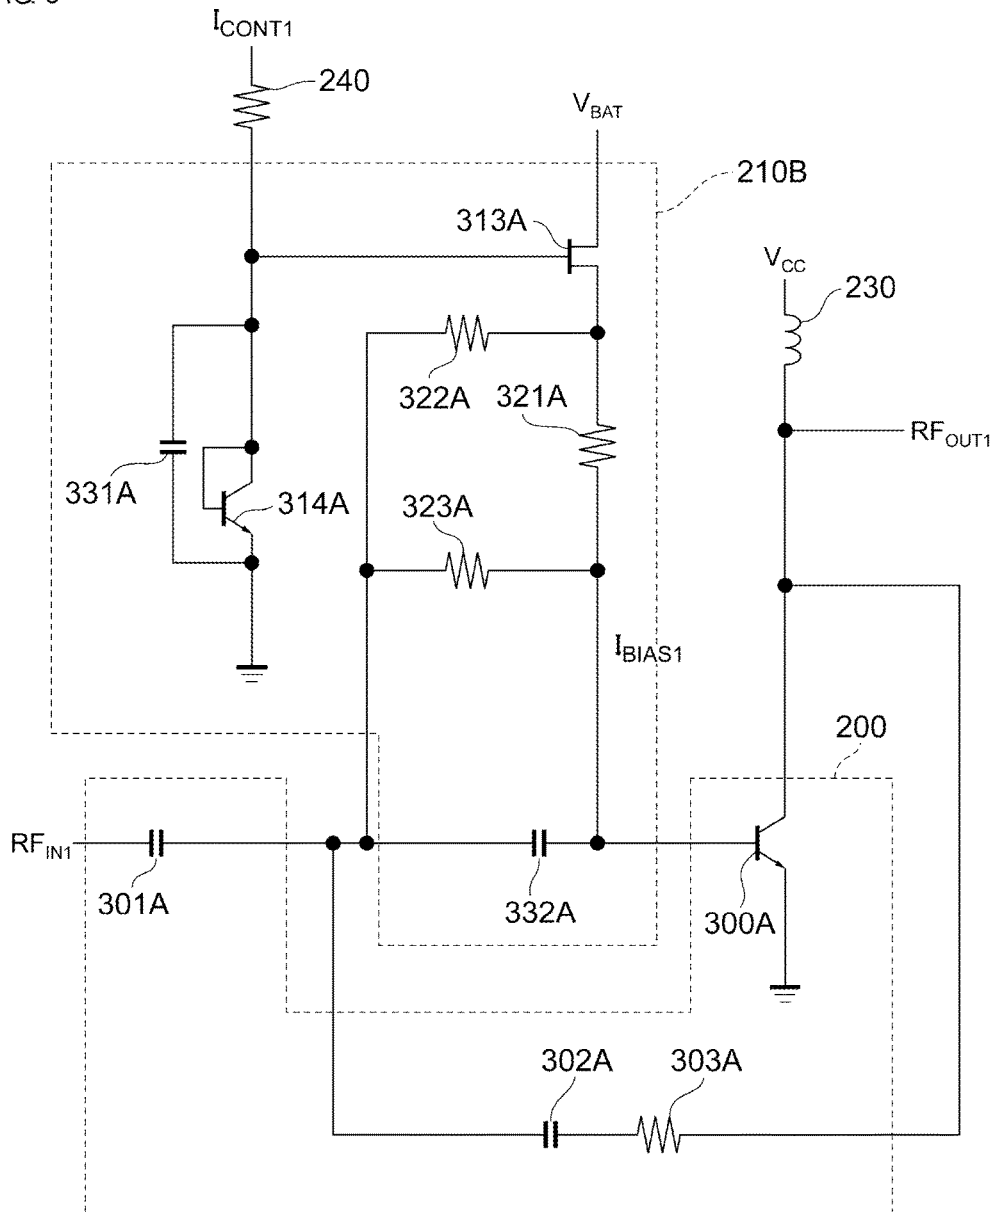 I_CONT1
240
V_BAT
210B
313A
V_CC
230
322A
321A
RF_OUT1
331A
314A
323A
I_BIAS1
200
RF_IN1
301A
332A
300A
302A
303A